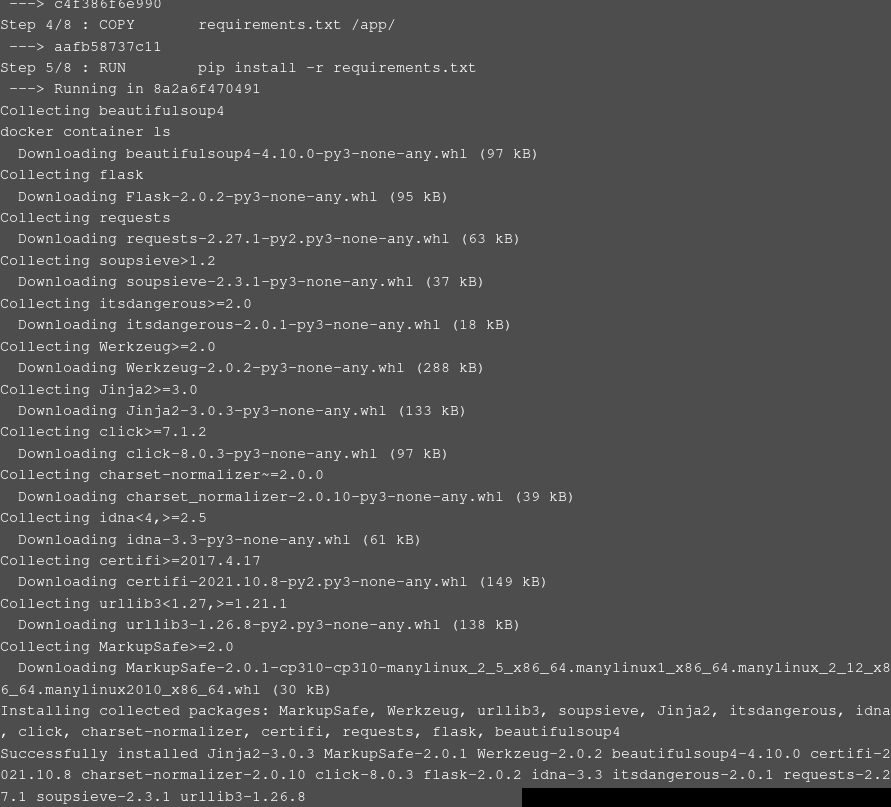 ---> c4f386f6e990
Step 4/8 : COPY       requirements.txt /app/
 ---> aafb58737c11
Step 5/8 : RUN        pip install -r requirements.txt
 ---> Running in 8a2a6f470491
Collecting beautifulsoup4
docker container ls
  Downloading beautifulsoup4-4.10.0-py3-none-any.whl (97 kB)
Collecting flask
  Downloading Flask-2.0.2-py3-none-any.whl (95 kB)
Collecting requests
  Downloading requests-2.27.1-py2.py3-none-any.whl (63 kB)
Collecting soupsieve>1.2
  Downloading soupsieve-2.3.1-py3-none-any.whl (37 kB)
Collecting itsdangerous>=2.0
  Downloading itsdangerous-2.0.1-py3-none-any.whl (18 kB)
Collecting Werkzeug>=2.0
  Downloading Werkzeug-2.0.2-py3-none-any.whl (288 kB)
Collecting Jinja2>=3.0
  Downloading Jinja2-3.0.3-py3-none-any.whl (133 kB)
Collecting click>=7.1.2
  Downloading click-8.0.3-py3-none-any.whl (97 kB)
Collecting charset-normalizer~=2.0.0
  Downloading charset_normalizer-2.0.10-py3-none-any.whl (39 kB)
Collecting idna<4,>=2.5
  Downloading idna-3.3-py3-none-any.whl (61 kB)
Collecting certifi>=2017.4.17
  Downloading certifi-2021.10.8-py2.py3-none-any.whl (149 kB)
Collecting urllib3<1.27,>=1.21.1
  Downloading urllib3-1.26.8-py2.py3-none-any.whl (138 kB)
Collecting MarkupSafe>=2.0
  Downloading MarkupSafe-2.0.1-cp310-cp310-manylinux_2_5_x86_64.manylinux1_x86_64.manylinux_2_12_x8
6_64.manylinux2010_x86_64.whl (30 kB)
Installing collected packages: MarkupSafe, Werkzeug, urllib3, soupsieve, Jinja2, itsdangerous, idna
, click, charset-normalizer, certifi, requests, flask, beautifulsoup4
Successfully installed Jinja2-3.0.3 MarkupSafe-2.0.1 Werkzeug-2.0.2 beautifulsoup4-4.10.0 certifi-2
021.10.8 charset-normalizer-2.0.10 click-8.0.3 flask-2.0.2 idna-3.3 itsdangerous-2.0.1 requests-2.2
7.1 soupsieve-2.3.1 urllib3-1.26.8